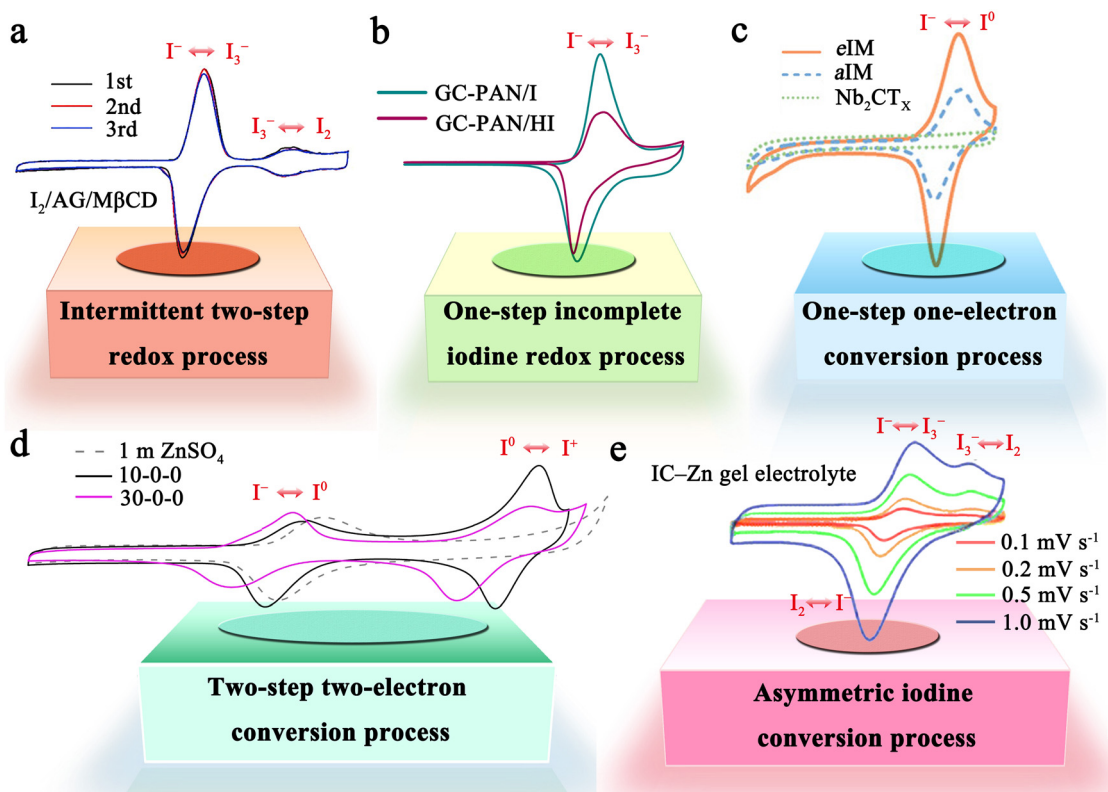 a
I⁻ ↔ I₃⁻
1st
2nd
3rd
I₃⁻ ↔ I₂
I₂/AG/MβCD
Intermittent two-step
redox process
b
I⁻ ↔ I₃⁻
GC-PAN/I
GC-PAN/HI
One-step incomplete
iodine redox process
c
I⁻ ↔ I⁰
eIM
aIM
Nb₂CTX
One-step one-electron
conversion process
d
1 m ZnSO₄
10-0-0
30-0-0
I⁻ ↔ I⁰
I⁰ ↔ I⁺
Two-step two-electron
conversion process
e
I⁻ ↔ I₃⁻
I₃⁻ ↔ I₂
IC–Zn gel electrolyte
0.1 mV s⁻¹
0.2 mV s⁻¹
0.5 mV s⁻¹
1.0 mV s⁻¹
I₂ ↔ I⁻
Asymmetric iodine
conversion process